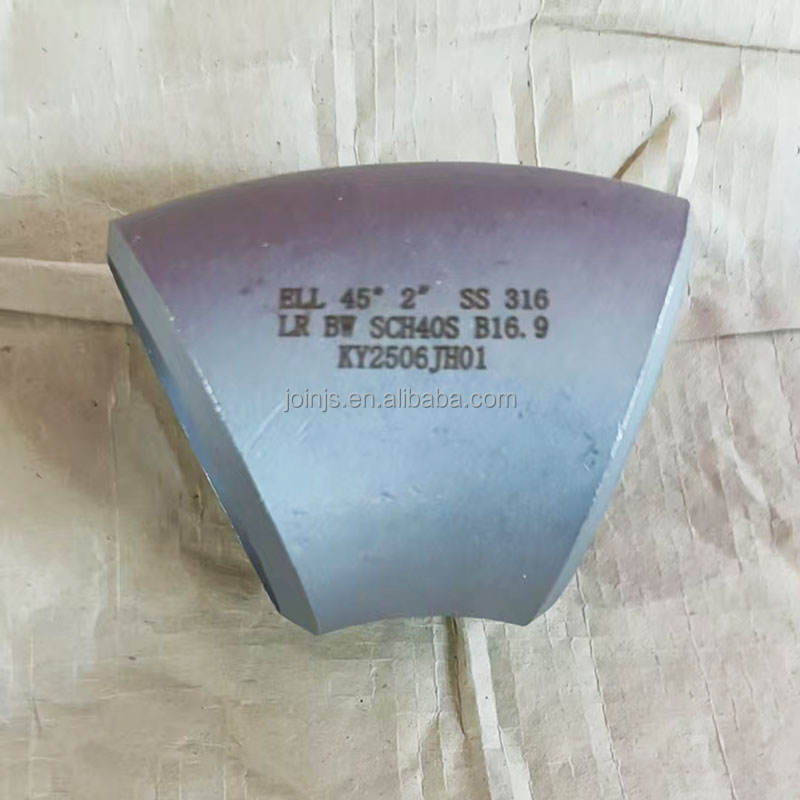 ELL 45° 2" SS 316
LR BW SCH40S B16.9
KY2506JH01
joinjs.en.alibaba.com